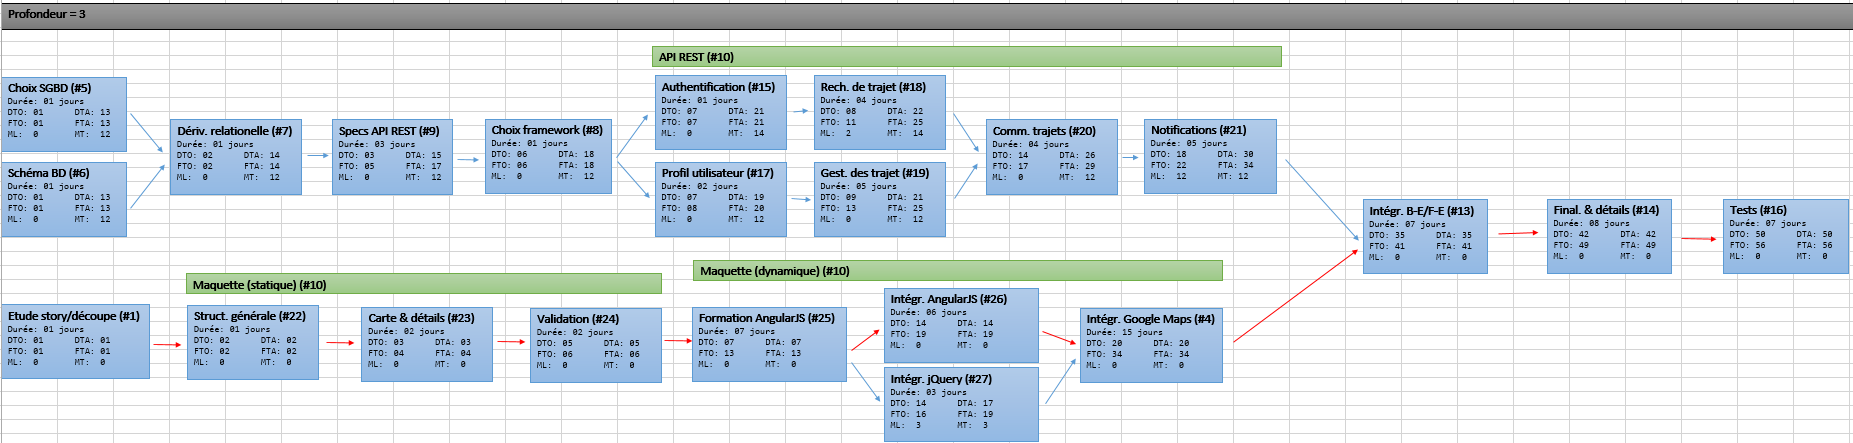 Profondeur = 3
API REST (#10)
Choix SGBD (#5)
Durée: 01 jours
DTO: 01 DTA: 13
FTO: 01 FTA: 13
ML: 0 MT: 12
Schéma BD (#6)
Durée: 01 jours
DTO: 01 DTA: 13
FTO: 01 FTA: 13
ML: 0 MT: 12
Dériv. relationelle (#7)
Durée: 01 jours
DTO: 02 DTA: 14
FTO: 02 FTA: 14
ML: 0 MT: 12
Specs API REST (#9)
Durée: 03 jours
DTO: 03 DTA: 15
FTO: 05 FTA: 17
ML: 0 MT: 12
Choix framework (#8)
Durée: 01 jours
DTO: 06 DTA: 18
FTO: 06 FTA: 18
ML: 0 MT: 12
Authentification (#15)
Durée: 01 jours
DTO: 07 DTA: 21
FTO: 07 FTA: 21
ML: 0 MT: 14
Profil utilisateur (#17)
Durée: 02 jours
DTO: 07 DTA: 19
FTO: 08 FTA: 20
ML: 0 MT: 12
Rech. de trajet (#18)
Durée: 04 jours
DTO: 08 DTA: 22
FTO: 11 FTA: 25
ML: 2 MT: 14
Gest. des trajet (#19)
Durée: 05 jours
DTO: 09 DTA: 21
FTO: 13 FTA: 25
ML: 0 MT: 12
Comm. trajets (#20)
Durée: 04 jours
DTO: 14 DTA: 26
FTO: 17 FTA: 29
ML: 0 MT: 12
Notifications (#21)
Durée: 05 jours
DTO: 18 DTA: 30
FTO: 22 FTA: 34
ML: 12 MT: 12
Intégr. B-E/F-E (#13)
Durée: 07 jours
DTO: 35 DTA: 35
FTO: 41 FTA: 41
ML: 0 MT: 0
Final. & détails (#14)
Durée: 08 jours
DTO: 42 DTA: 42
FTO: 49 FTA: 49
ML: 0 MT: 0
Tests (#16)
Durée: 07 jours
DTO: 50 DTA: 50
FTO: 56 FTA: 56
ML: 0 MT: 0
Maquette (statique) (#10)
Maquette (dynamique) (#10)
Etude story/découpe (#1)
Durée: 01 jours
DTO: 01 DTA: 01
FTO: 01 FTA: 01
ML: 0 MT: 0
Struct. générale (#22)
Durée: 01 jours
DTO: 02 DTA: 02
FTO: 02 FTA: 02
ML: 0 MT: 0
Carte & détails (#23)
Durée: 02 jours
DTO: 03 DTA: 03
FTO: 04 FTA: 04
ML: 0 MT: 0
Validation (#24)
Durée: 02 jours
DTO: 05 DTA: 05
FTO: 06 FTA: 06
ML: 0 MT: 0
Formation AngularJS (#25)
Durée: 07 jours
DTO: 07 DTA: 07
FTO: 13 FTA: 13
ML: 0 MT: 0
Intégr. AngularJS (#26)
Durée: 06 jours
DTO: 14 DTA: 14
FTO: 19 FTA: 19
ML: 0 MT: 0
Intégr. jQuery (#27)
Durée: 03 jours
DTO: 14 DTA: 17
FTO: 16 FTA: 19
ML: 3 MT: 3
Intégr. Google Maps (#4)
Durée: 15 jours
DTO: 20 DTA: 20
FTO: 34 FTA: 34
ML: 0 MT: 0